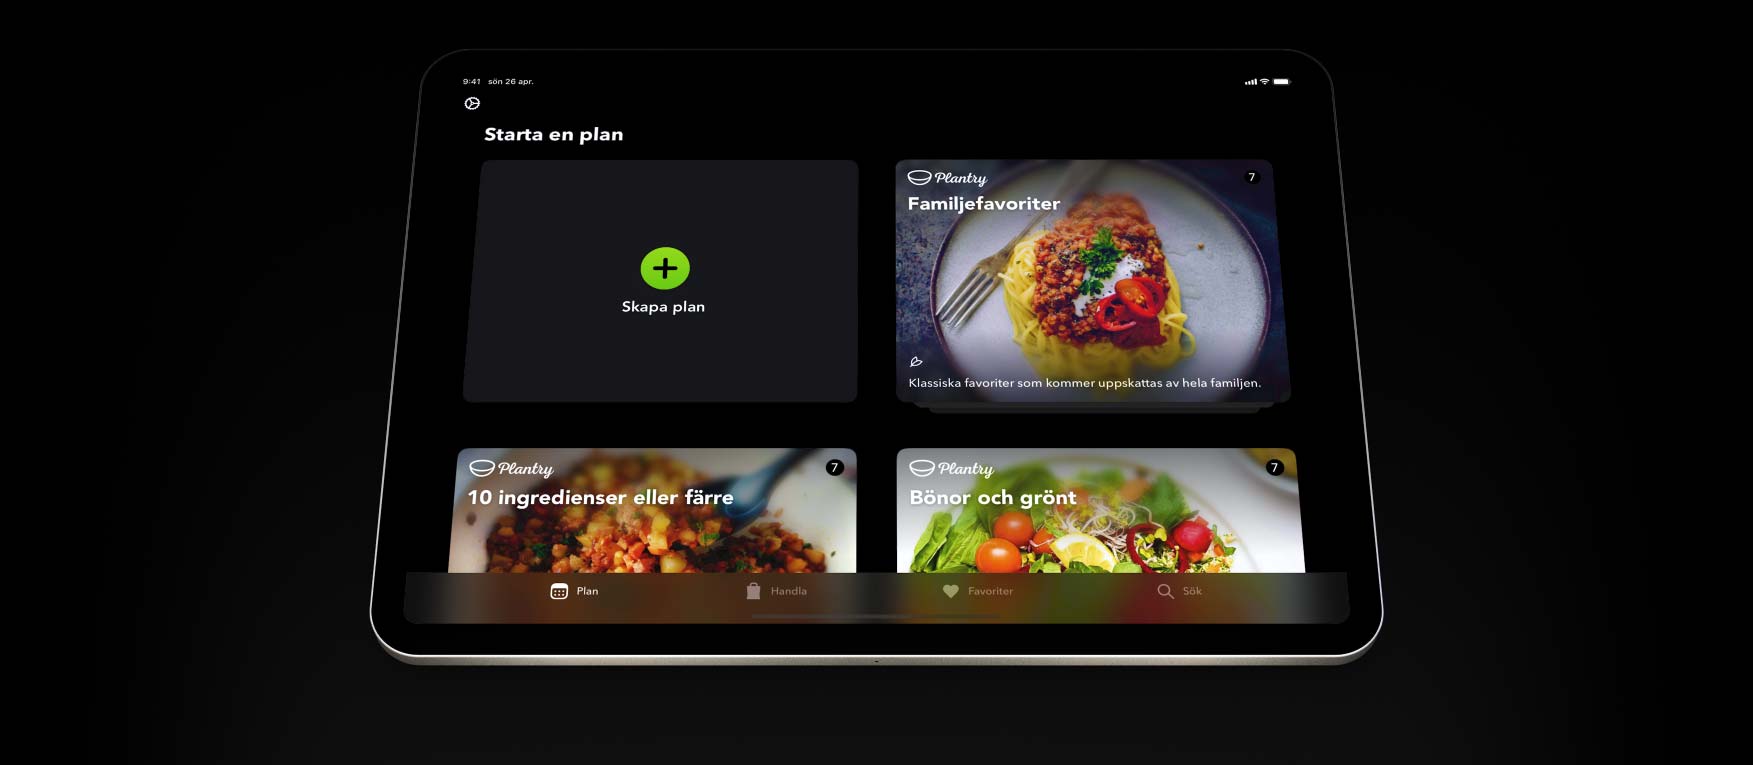 9:41 sön 26 apr.
Starta en plan
Skapa plan
Plantry
7
Familjefavoriter
Klassiska favoriter som kommer uppskattas av hela familjen.
Plantry
7
10 ingredienser eller färre
Plantry
7
Bönor och grönt
Plan
Handla
Favoriter
Sök